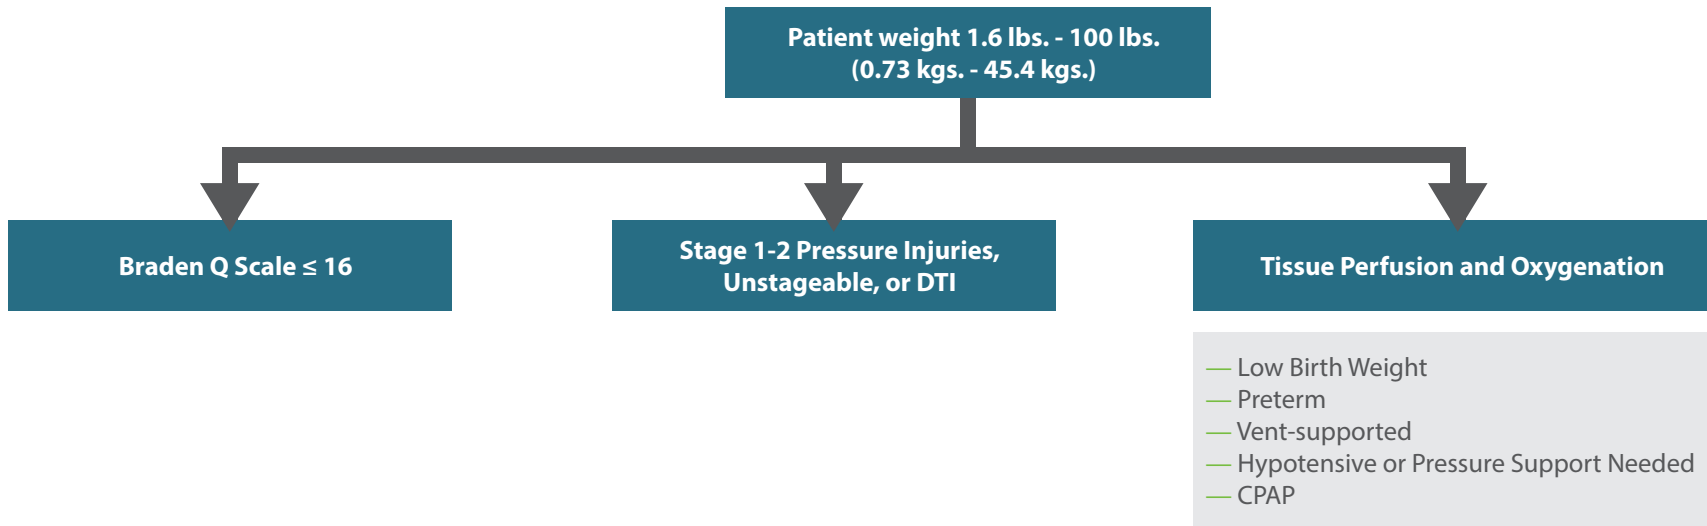 Patient weight 1.6 lbs. - 100 lbs.
(0.73 kgs. - 45.4 kgs.)
Braden Q Scale ≤ 16
Stage 1-2 Pressure Injuries,
Unstageable, or DTI
Tissue Perfusion and Oxygenation
— Low Birth Weight
— Preterm
— Vent-supported
— Hypotensive or Pressure Support Needed
— CPAP